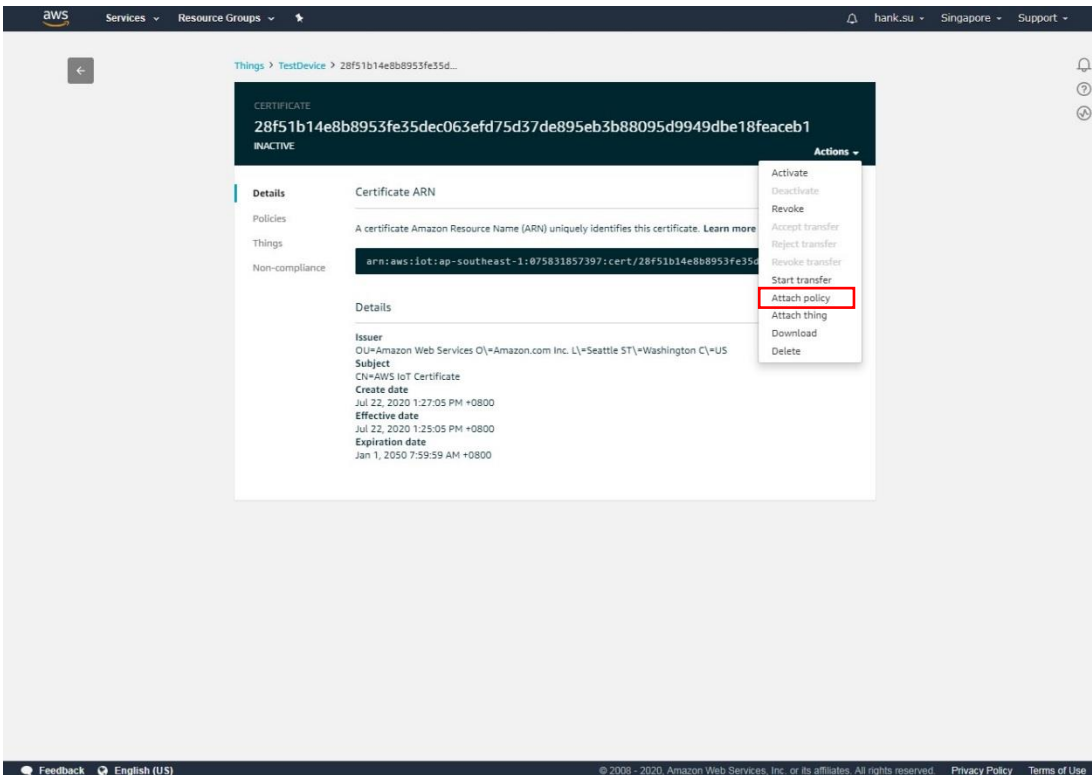 aws Services Resource Groups hank.su Singapore Support
Things > TestDevice > 28f51b14e8b8953fe35d...
CERTIFICATE
28f51b14e8b8953fe35dec063efd75d37de895eb3b88095d9949dbe18feaceb1
INACTIVE
Actions
Activate
Deactivate
Revoke
Accept transfer
Reject transfer
Revoke transfer
Start transfer
Attach policy
Attach thing
Download
Delete
Details
Policies
Things
Non-compliance
Certificate ARN
A certificate Amazon Resource Name (ARN) uniquely identifies this certificate. Learn more
arn:aws:iot:ap-southeast-1:075831857397:cert/28f51b14e8b8953fe35d
Details
Issuer
OU=Amazon Web Services O\=Amazon.com Inc. L\=Seattle ST\=Washington C\=US
Subject
CN=AWS IoT Certificate
Create date
Jul 22, 2020 1:27:05 PM +0800
Effective date
Jul 22, 2020 1:25:05 PM +0800
Expiration date
Jan 1, 2050 7:59:59 AM +0800
Feedback English (US) © 2008 - 2020, Amazon Web Services, Inc. or its affiliates. All rights reserved. Privacy Policy Terms of Use